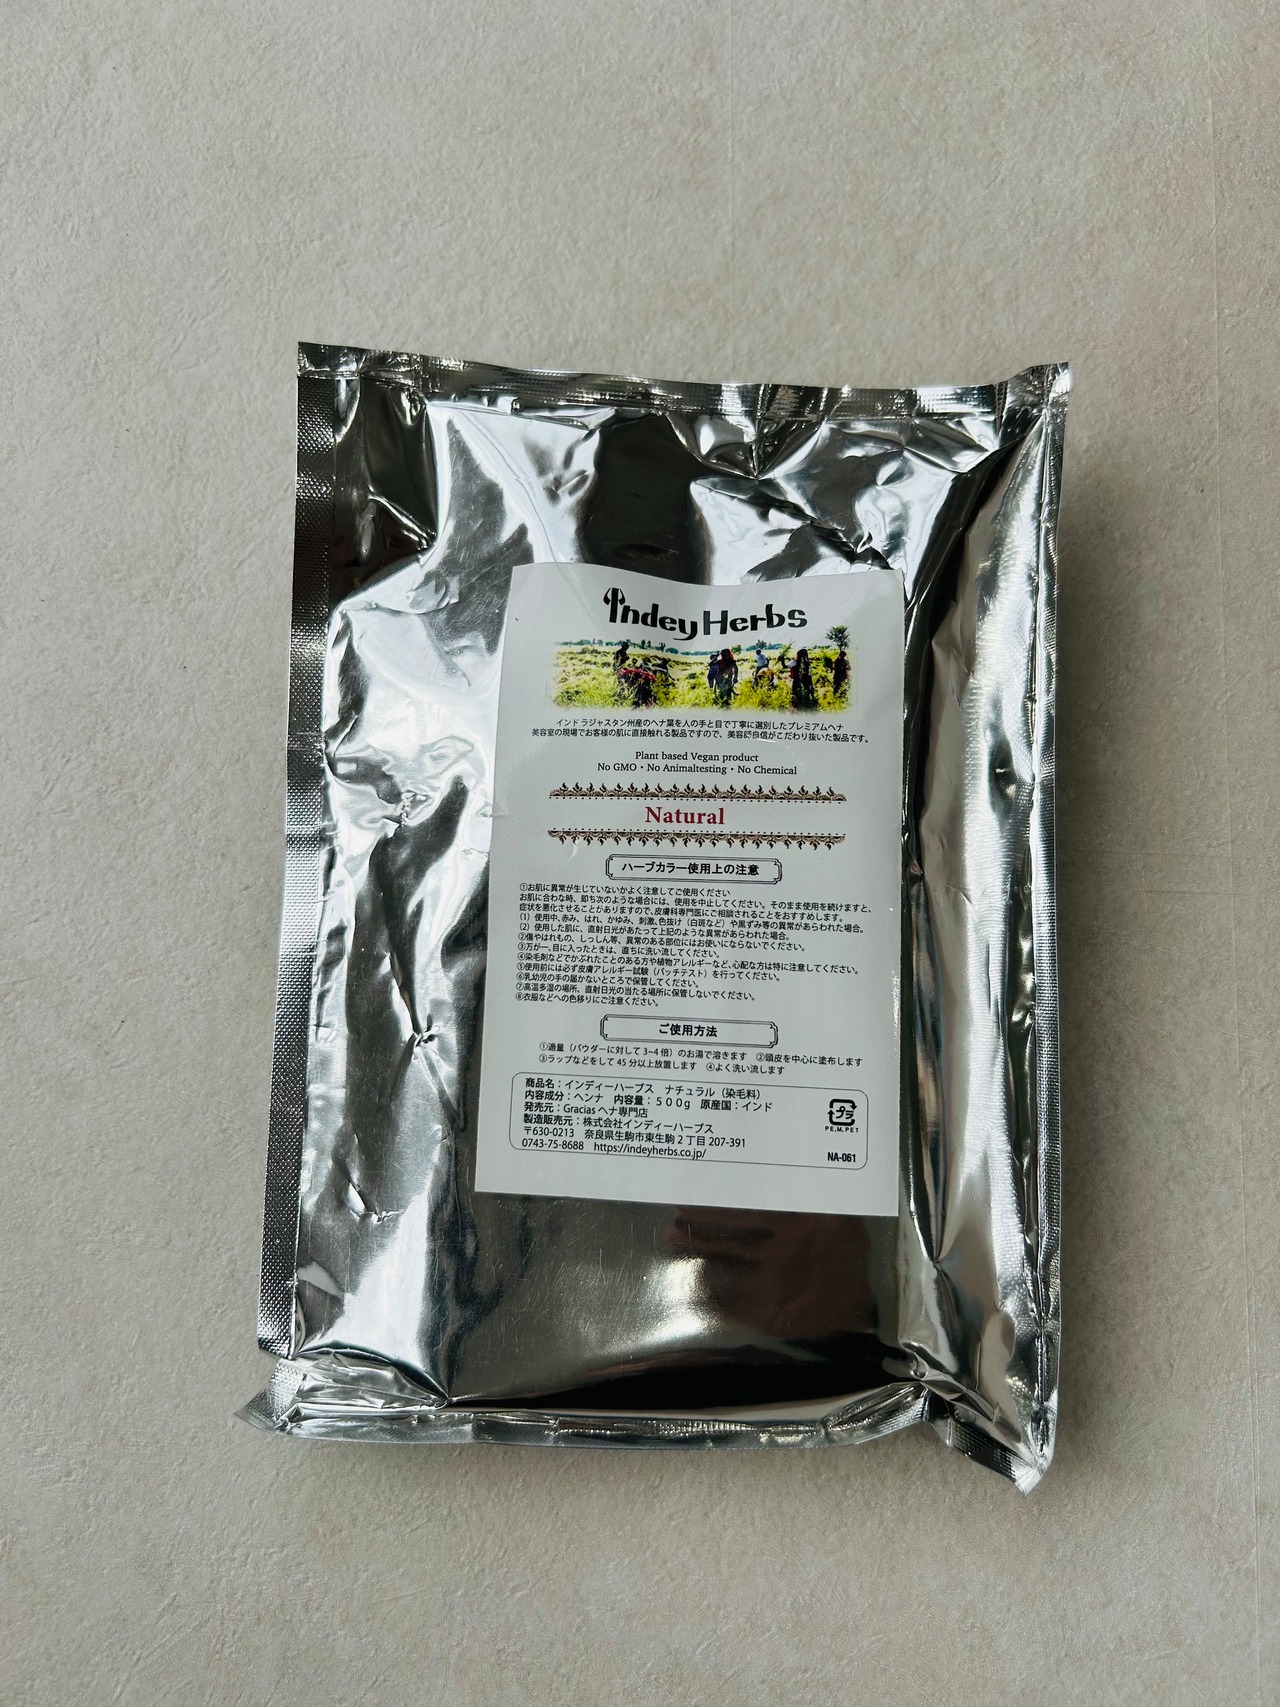 Indey Herbs
インド ラジャスタン州産のヘナ葉を人の手と目で丁寧に選別したプレミアムヘナ
美容室の現場でお客様の肌に直接触れる製品ですので、美容師自信がこだわり抜いた製品です。
Plant based Vegan product
No GMO・No Animaltesting・No Chemical
Natural
ハーブカラー使用上の注意
①お肌に異常が生じていないかよく注意してご使用ください
お肌に合わな時、即ち次のような場合には、使用を中止してください。そのまま使用を続けますと、
症状を悪化させることがありますので、皮膚科専門医にご相談されることをおすすめします。
(1) 使用中、赤み、はれ、かゆみ、刺激、色抜け（白斑など）や黒ずみ等の異常があらわれた場合。
(2) 使用した肌に、直射日光があたって上記のような異常があらわれた場合。
②傷やはれもの、しっしん等、異常のある部位にはお使いにならないでください。
③万が一、目に入ったときは、直ちに洗い流してください。
④染毛剤などでかぶれたことのある方や植物アレルギーなど、心配な方は特に注意してください。
⑤使用前には必ず皮膚アレルギー試験（パッチテスト）を行ってください。
⑥乳幼児の手の届かないところで保管してください。
⑦高温多湿の場所、直射日光の当たる場所に保管しないでください。
⑧衣服などへの色移りにご注意ください。
ご使用方法
①適量（パウダーに対して 3~4 倍）のお湯で溶きます ②頭皮を中心に塗布します
③ラップなどをして 45 分以上放置します ④よく洗い流します
商品名：インディーハーブス ナチュラル（染毛料）
内容成分：ヘンナ 内容量：５００g 原産国：インド
発売元：Gracias ヘナ専門店
製造販売元：株式会社インディーハーブス
〒630-0213 奈良県生駒市東生駒 2 丁目 207-391
0743-75-8688 https://indeyherbs.co.jp/
プラ
PE.M.PET
NA-061